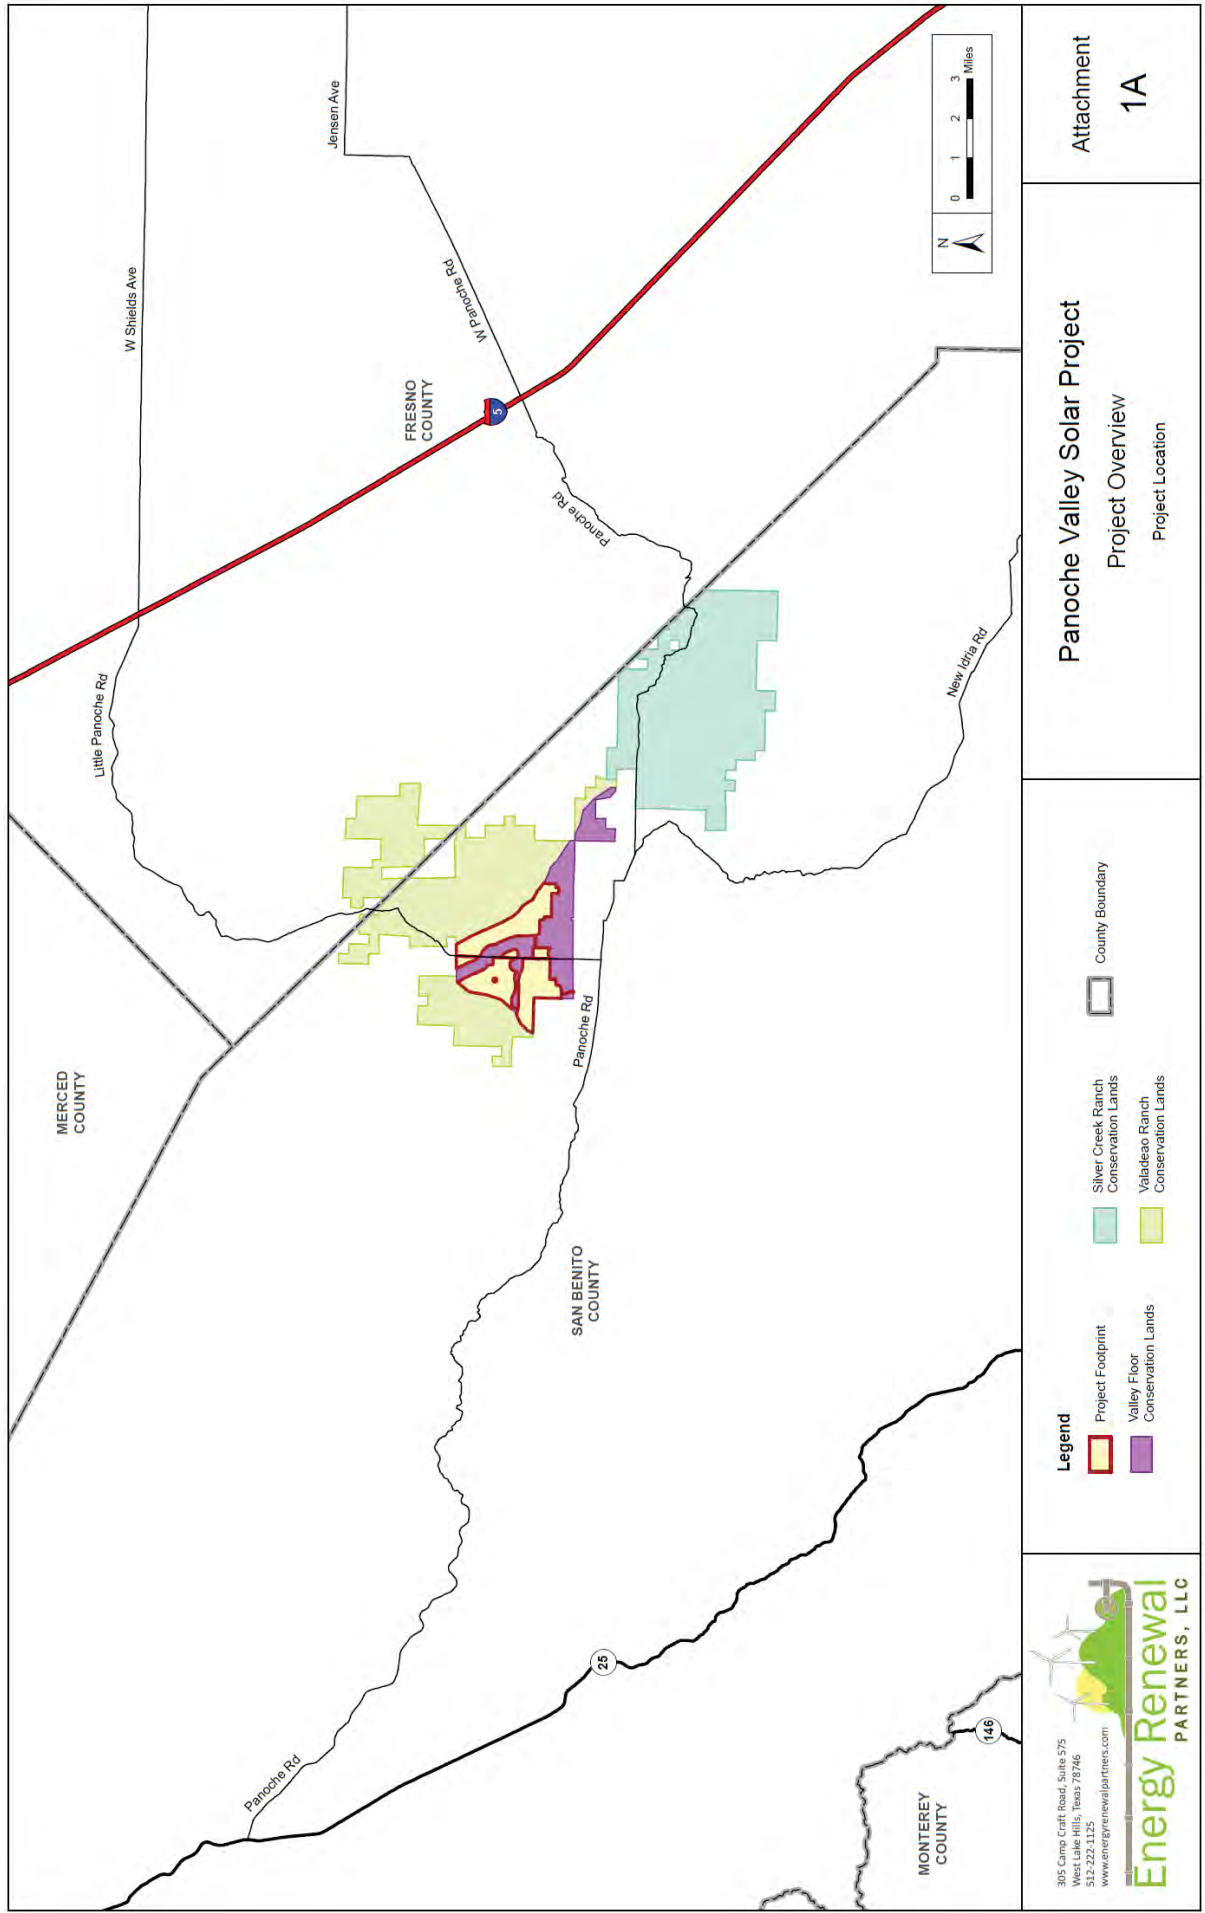 W Shields Ave
Jensen Ave
Little Panoche Rd
W Panoche Rd
FRESNO
COUNTY
5
Panoche Rd
MERCED
COUNTY
New Idria Rd
Panoche Rd
SAN BENITO
COUNTY
Panoche Rd
25
146
MONTEREY
COUNTY
N
0 1 2 3
Miles
305 Camp Craft Road, Suite 575
West Lake Hills, Texas 78746
512-222-1125
www.energyrenewalpartners.com
Energy Renewal
PARTNERS, LLC
Legend
Project Footprint
Valley Floor
Conservation Lands
Silver Creek Ranch
Conservation Lands
Valadeao Ranch
Conservation Lands
County Boundary
Panoche Valley Solar Project
Project Overview
Project Location
Attachment
1A